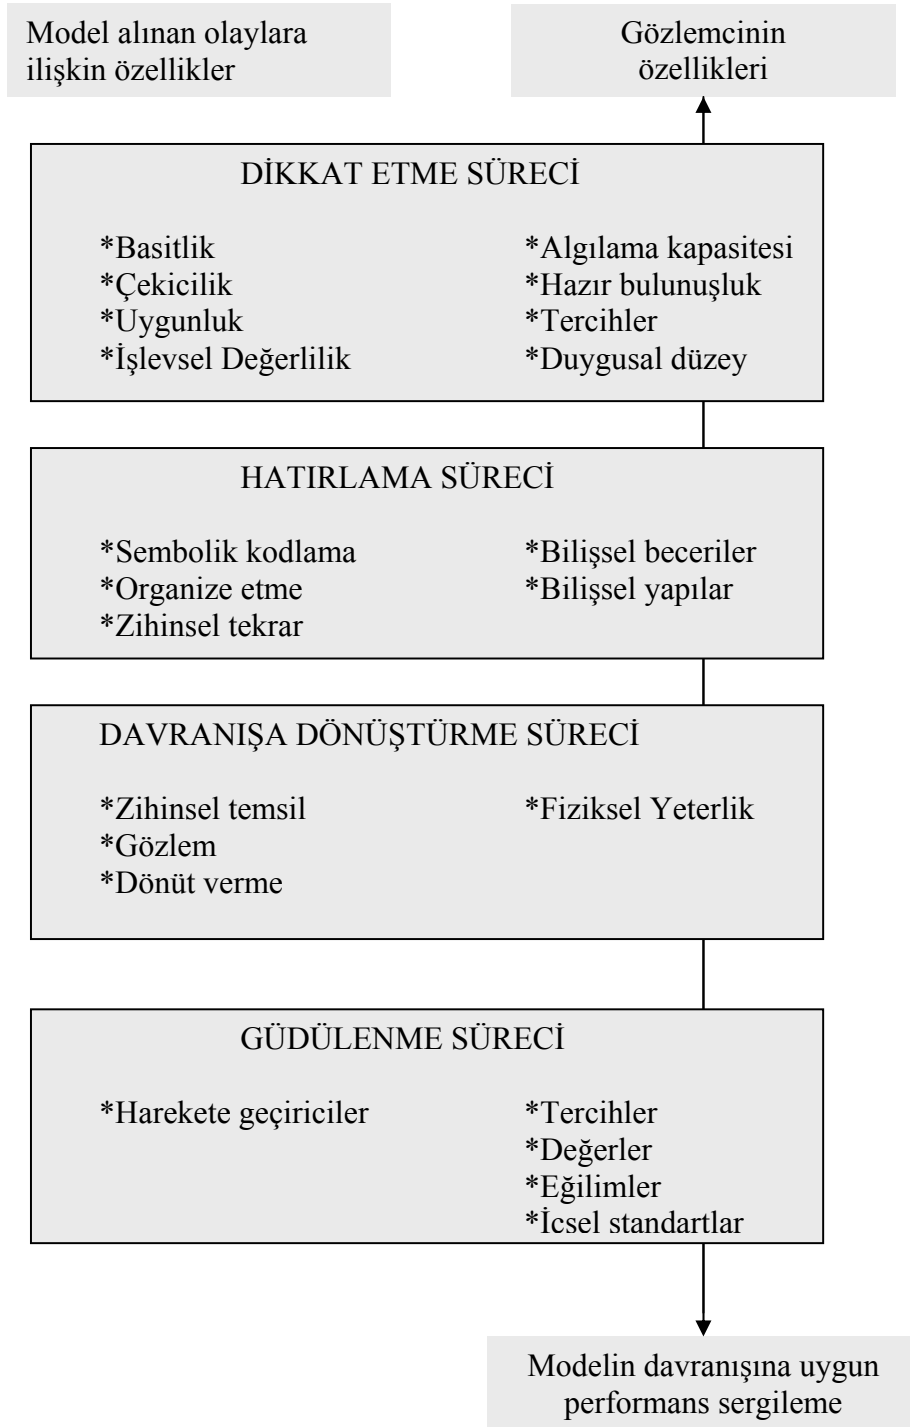 Model alınan olaylara
ilişkin özellikler
Gözlemcinin
özellikleri
DİKKAT ETME SÜRECİ
*Basitlik
*Çekicilik
*Uygunluk
*İşlevsel Değerlilik
*Algılama kapasitesi
*Hazır bulunuşluk
*Tercihler
*Duygusal düzey
HATIRLAMA SÜRECİ
*Sembolik kodlama
*Organize etme
*Zihinsel tekrar
*Bilişsel beceriler
*Bilişsel yapılar
DAVRANIŞA DÖNÜŞTÜRME SÜRECİ
*Zihinsel temsil
*Gözlem
*Dönüt verme
*Fiziksel Yeterlik
GÜDÜLENME SÜRECİ
*Harekete geçiriciler
*Tercihler
*Değerler
*Eğilimler
*İcsel standartlar
Modelin davranışına uygun
performans sergileme